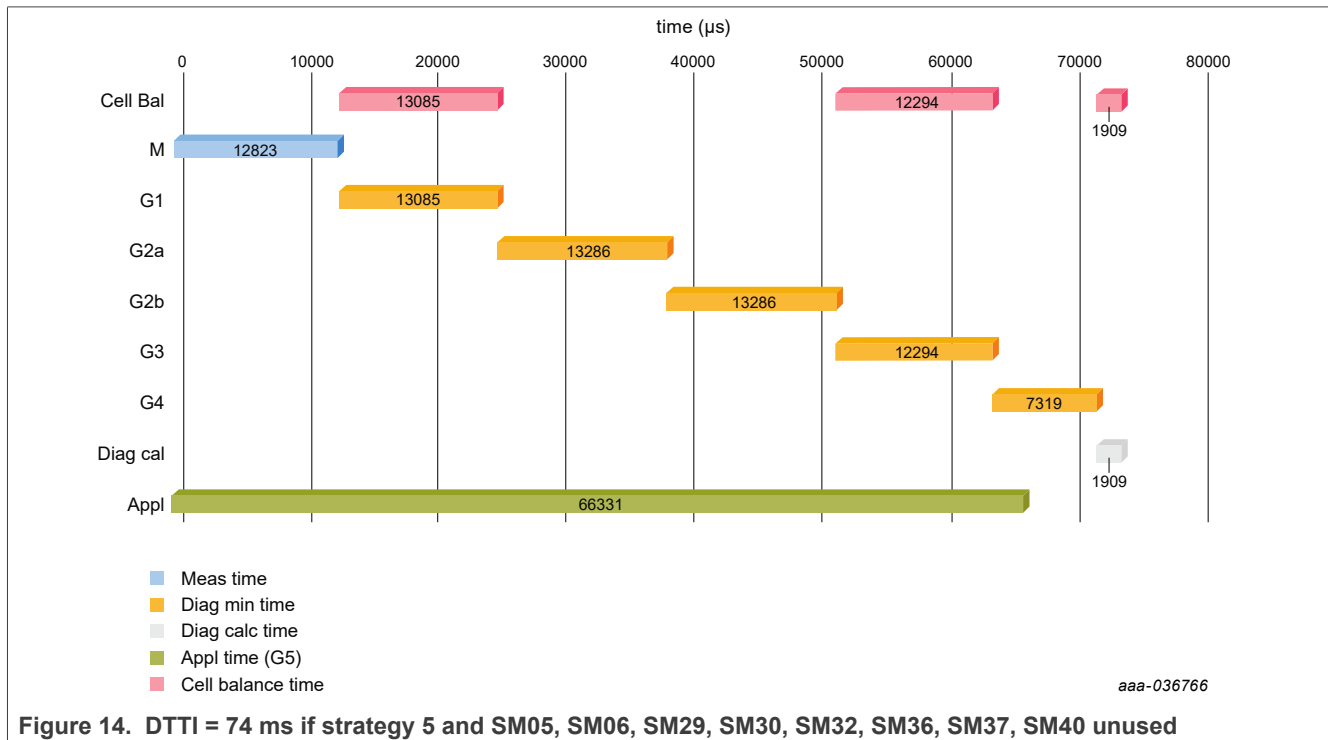 time (µs)
0 10000 20000 30000 40000 50000 60000 70000 80000
Cell Bal 13085 12294 1909
M 12823
G1 13085
G2a 13286
G2b 13286
G3 12294
G4 7319
Diag cal 1909
Appl 66331
Meas time
Diag min time
Diag calc time
Appl time (G5)
Cell balance time
aaa-036766
Figure 14. DTTI = 74 ms if strategy 5 and SM05, SM06, SM29, SM30, SM32, SM36, SM37, SM40 unused